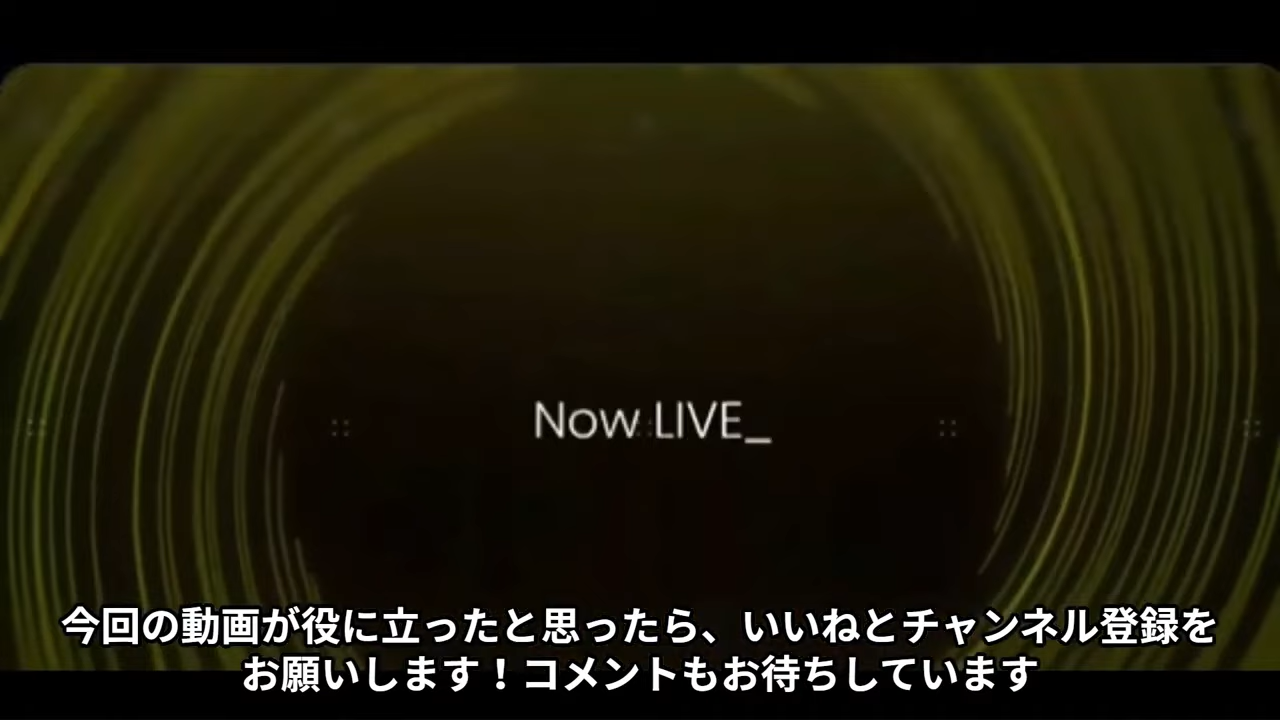 Now LIVE_
今回の動画が役に立ったと思ったら、いいねとチャンネル登録を
お願いします！コメントもお待ちしています